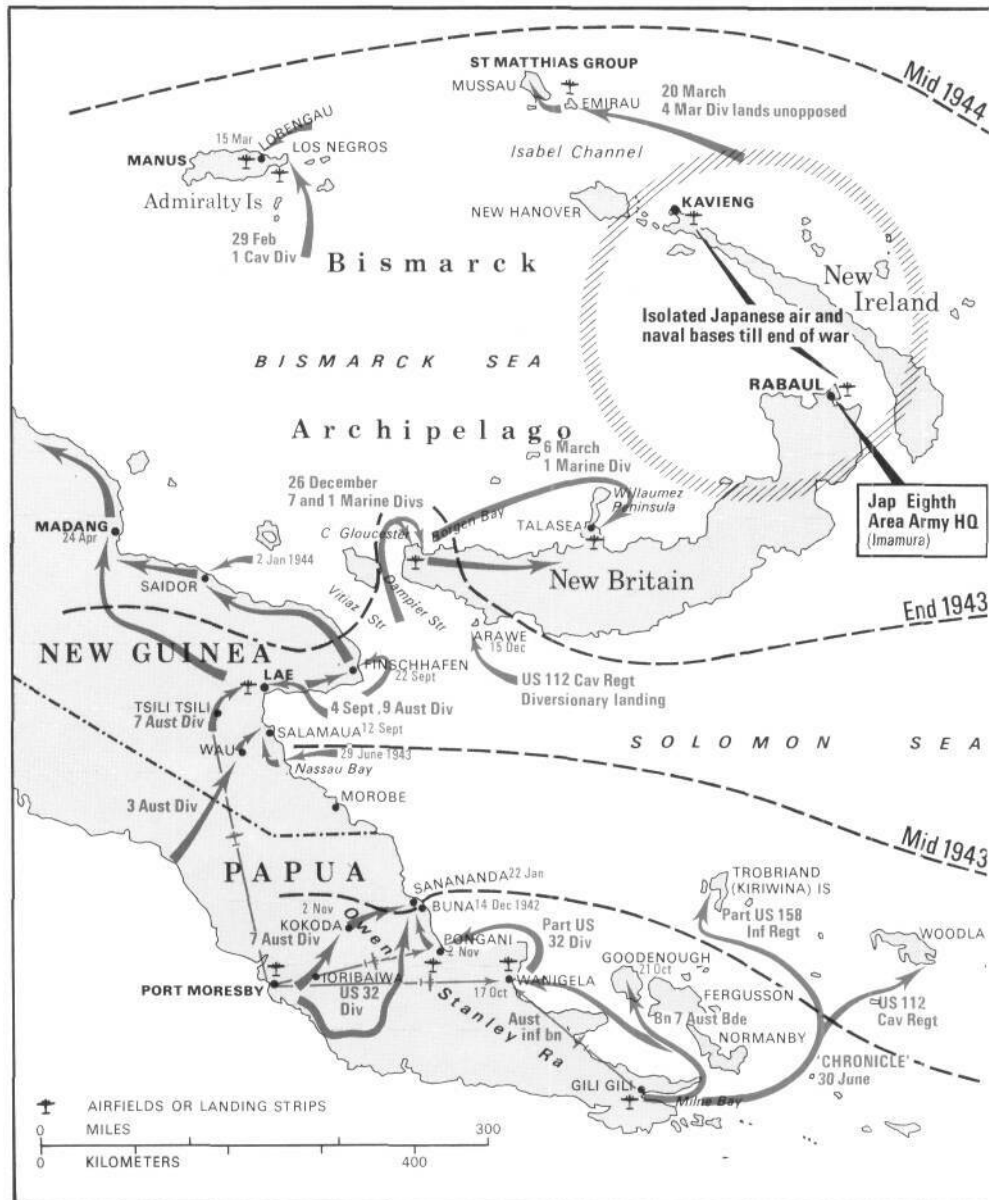 Mid 1944
ST MATTHIAS GROUP
MUSSAU
EMIRAU
20 March
4 Mar Div lands unopposed
15 Mar
LORENGAU
LOS NEGROS
MANUS
Isabel Channel
Admiralty Is
NEW HANOVER
KAVIENG
29 Feb
1 Cav Div
Bismarck
New
Ireland
Isolated Japanese air and
naval bases till end of war
BISMARCK SEA
RABAUL
Archipelago
6 March
1 Marine Div
26 December
7 and 1 Marine Divs
Willaumez
Peninsula
Jap Eighth
Area Army HQ
(Imamura)
MADANG
24 Apr
C Gloucester
Borgen Bay
TALASEA
2 Jan 1944
SAIDOR
New Britain
Vitiaz Str
Dampier Str
End 1943
ARAWE
15 Dec
NEW GUINEA
FINSCHHAFEN
22 Sept
LAE
US 112 Cav Regt
Diversionary landing
TSILI TSILI
7 Aust Div
4 Sept, 9 Aust Div
SALAMAUA 12 Sept
WAU
29 June 1943
Nassau Bay
SOLOMON SEA
3 Aust Div
MOROBE
Mid 1943
PAPUA
SANANANDA 22 Jan
BUNA 14 Dec 1942
TROBRIAND
(KIRIWINA) IS
2 Nov
KOKODA
7 Aust Div
Part US
32 Div
Part US 158
Inf Regt
WOODLA
PONGANI
2 Nov
GOODENOUGH
21 Oct
PORT MORESBY
IORIBAIWA
US 32
Div
WANIGELA
17 Oct
FERGUSSON
Bn 7 Aust Bde
US 112
Cav Regt
Owen Stanley Ra
Aust
inf bn
NORMANBY
'CHRONICLE'
30 June
GILI GILI
Milne Bay
AIRFIELDS OR LANDING STRIPS
0 MILES 300
0 KILOMETERS 400